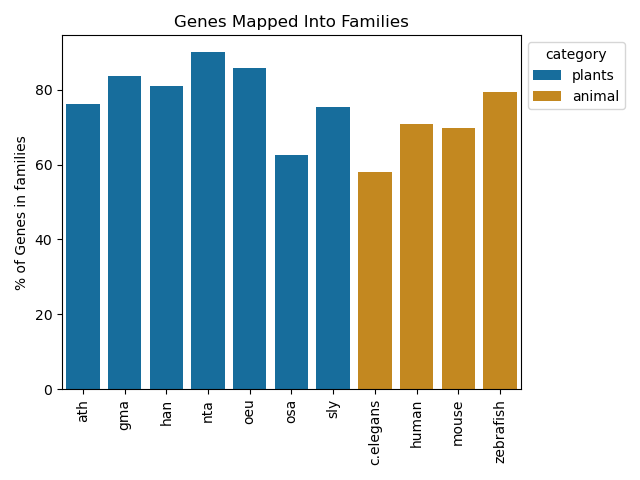 Genes Mapped Into Families
category
plants
animal
% of Genes in families
80
60
40
20
0
ath
gma
han
nta
oeu
osa
sly
c.elegans
human
mouse
zebrafish